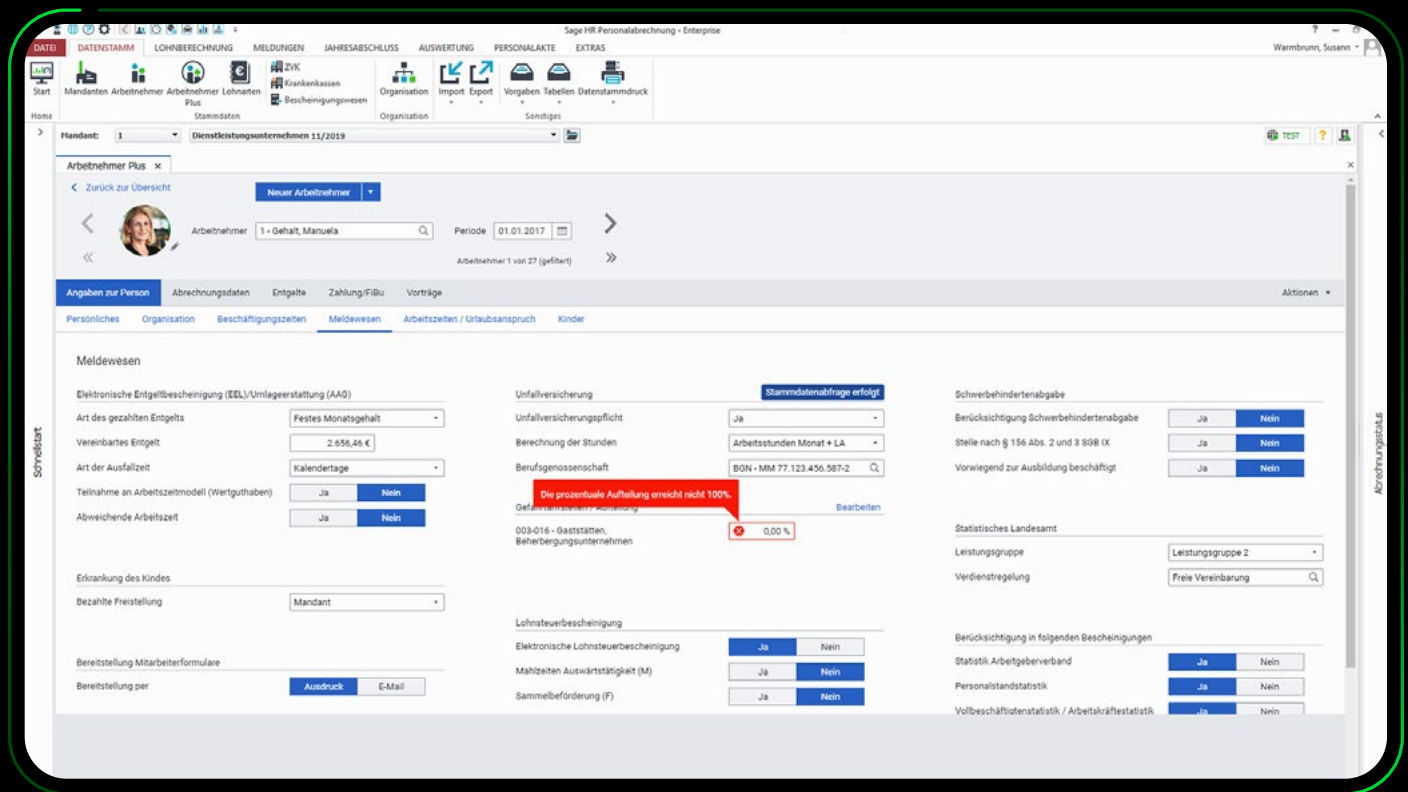 Sage HR Personalabrechnung - Enterprise
?
DATEI DATENSTAMM LOHNBERECHNUNG MELDUNGEN JAHRESABSCHLUSS AUSWERTUNG PERSONALAKTE EXTRAS
Warmbrunn, Susann
Start Mandanten Arbeitnehmer Arbeitnehmer Plus Lohnarten
ZVK
Krankenkassen
Bescheinigungswesen
Organisation Import Export Vorgaben Tabellen Datenstammdruck
Home Stammdaten Organisation Sonstiges
Mandant: 1 Dienstleistungsunternehmen 11/2019
TEST ?
Arbeitnehmer Plus x
Zurück zur Übersicht
Neuer Arbeitnehmer
Arbeitnehmer 1 - Gehalt, Manuela Periode 01.01.2017
Arbeitnehmer 1 von 27 (gefiltert)
Angaben zur Person Abrechnungsdaten Entgelte Zahlung/FiBu Vorträge Aktionen
Persönliches Organisation Beschäftigungszeiten Meldewesen Arbeitszeiten / Urlaubsanspruch Kinder
Schnellstart
Abrechnungsstatus
Meldewesen
Elektronische Entgeltbescheinigung (EEL)/Umlageerstattung (AAG)
Art des gezahlten Entgelts Festes Monatsgehalt
Vereinbartes Entgelt 2.656,46 €
Art der Ausfallzeit Kalendertage
Teilnahme an Arbeitszeitmodell (Wertguthaben) Ja Nein
Abweichende Arbeitszeit Ja Nein
Erkrankung des Kindes
Bezahlte Freistellung Mandant
Bereitstellung Mitarbeiterformulare
Bereitstellung per Ausdruck E-Mail
Unfallversicherung Stammdatenabfrage erfolgt
Unfallversicherungspflicht Ja
Berechnung der Stunden Arbeitsstunden Monat + LA
Berufsgenossenschaft BGN - MM 77.123.456.587-2
Die prozentuale Aufteilung erreicht nicht 100%.
Bearbeiten
003-016 - Gaststätten, 0,00 %
Beherbergungsunternehmen
Lohnsteuerbescheinigung
Elektronische Lohnsteuerbescheinigung Ja Nein
Mahlzeiten Auswärtstätigkeit (M) Ja Nein
Sammelbeförderung (F) Ja Nein
Schwerbehindertenabgabe
Berücksichtigung Schwerbehindertenabgabe Ja Nein
Stelle nach § 156 Abs. 2 und 3 SGB IX Ja Nein
Vorwiegend zur Ausbildung beschäftigt Ja Nein
Statistisches Landesamt
Leistungsgruppe Leistungsgruppe 2
Verdienstregelung Freie Vereinbarung
Berücksichtigung in folgenden Bescheinigungen
Statistik Arbeitgeberverband Ja Nein
Personalstandstatistik Ja Nein
Vollbeschäftigtenstatistik / Arbeitskräftestatistik Ja Nein